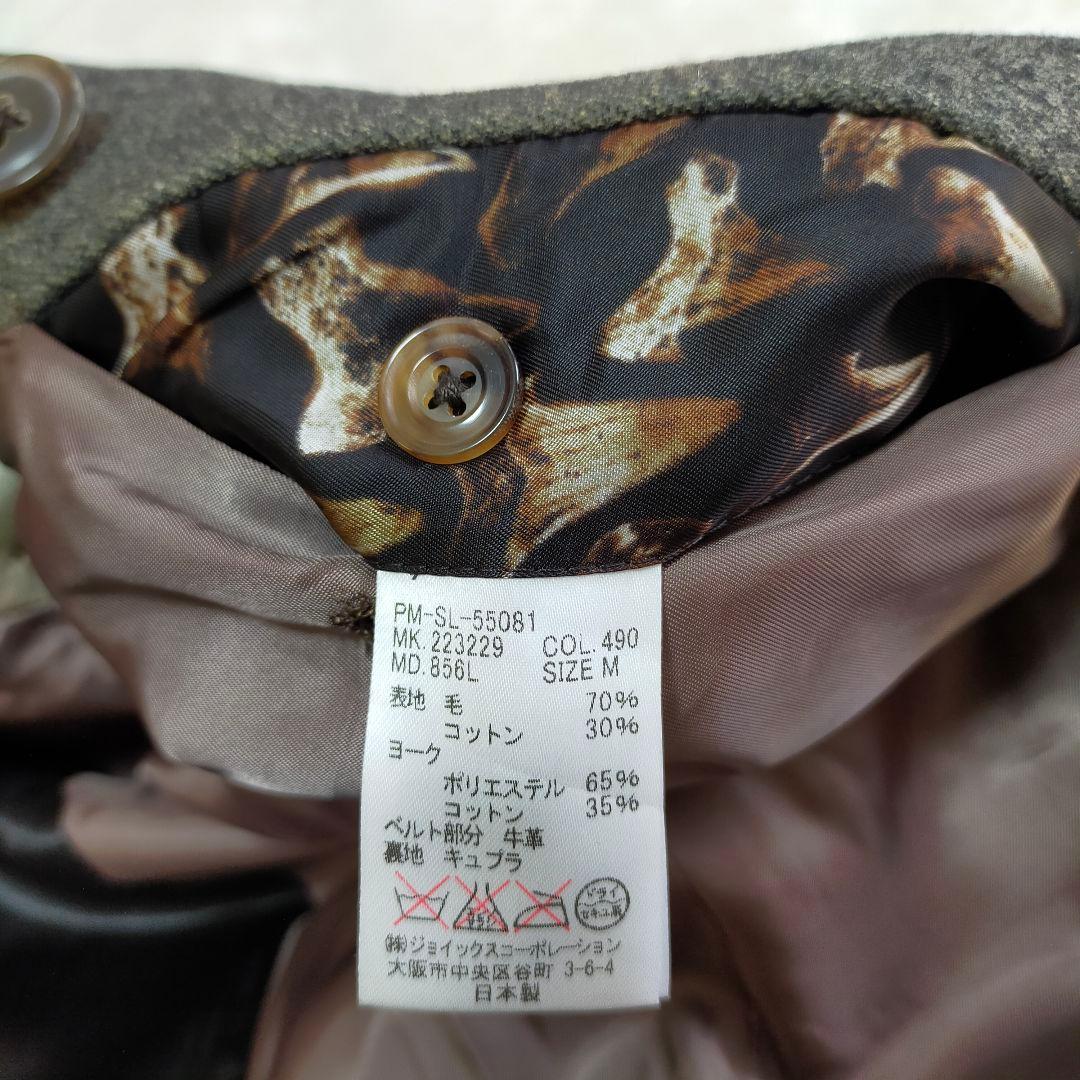 PM-SL-55081
MK. 223229 COL. 490
MD. 856L SIZE M
表地 毛 70%
コットン 30%
ヨーク
ポリエステル 65%
コットン 35%
ベルト部分 牛革
裏地 キュプラ
ドライ
セキユ系
㈱ジョイックスコーポレーション
大阪市中央区谷町 3-6-4
日本製